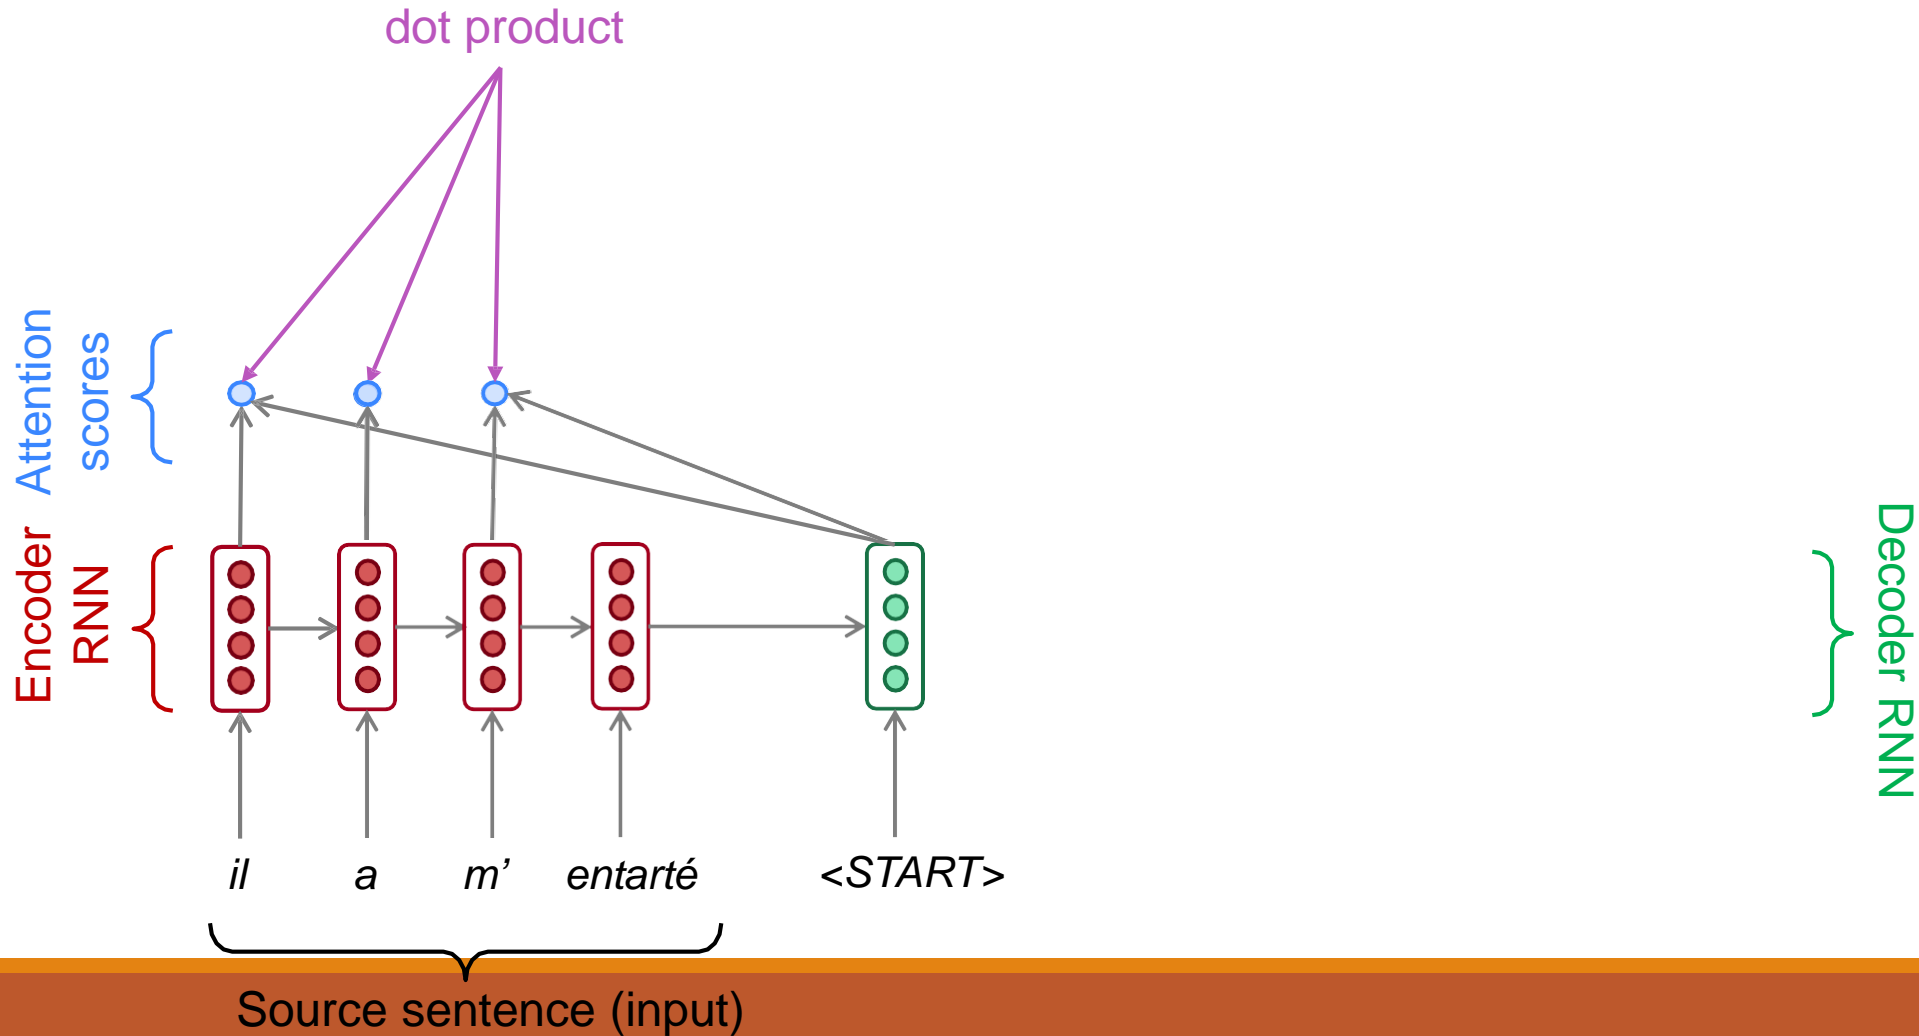 dot product
Attention
scores
Encoder
RNN
Decoder RNN
il a m’ entarté <START>
Source sentence (input)